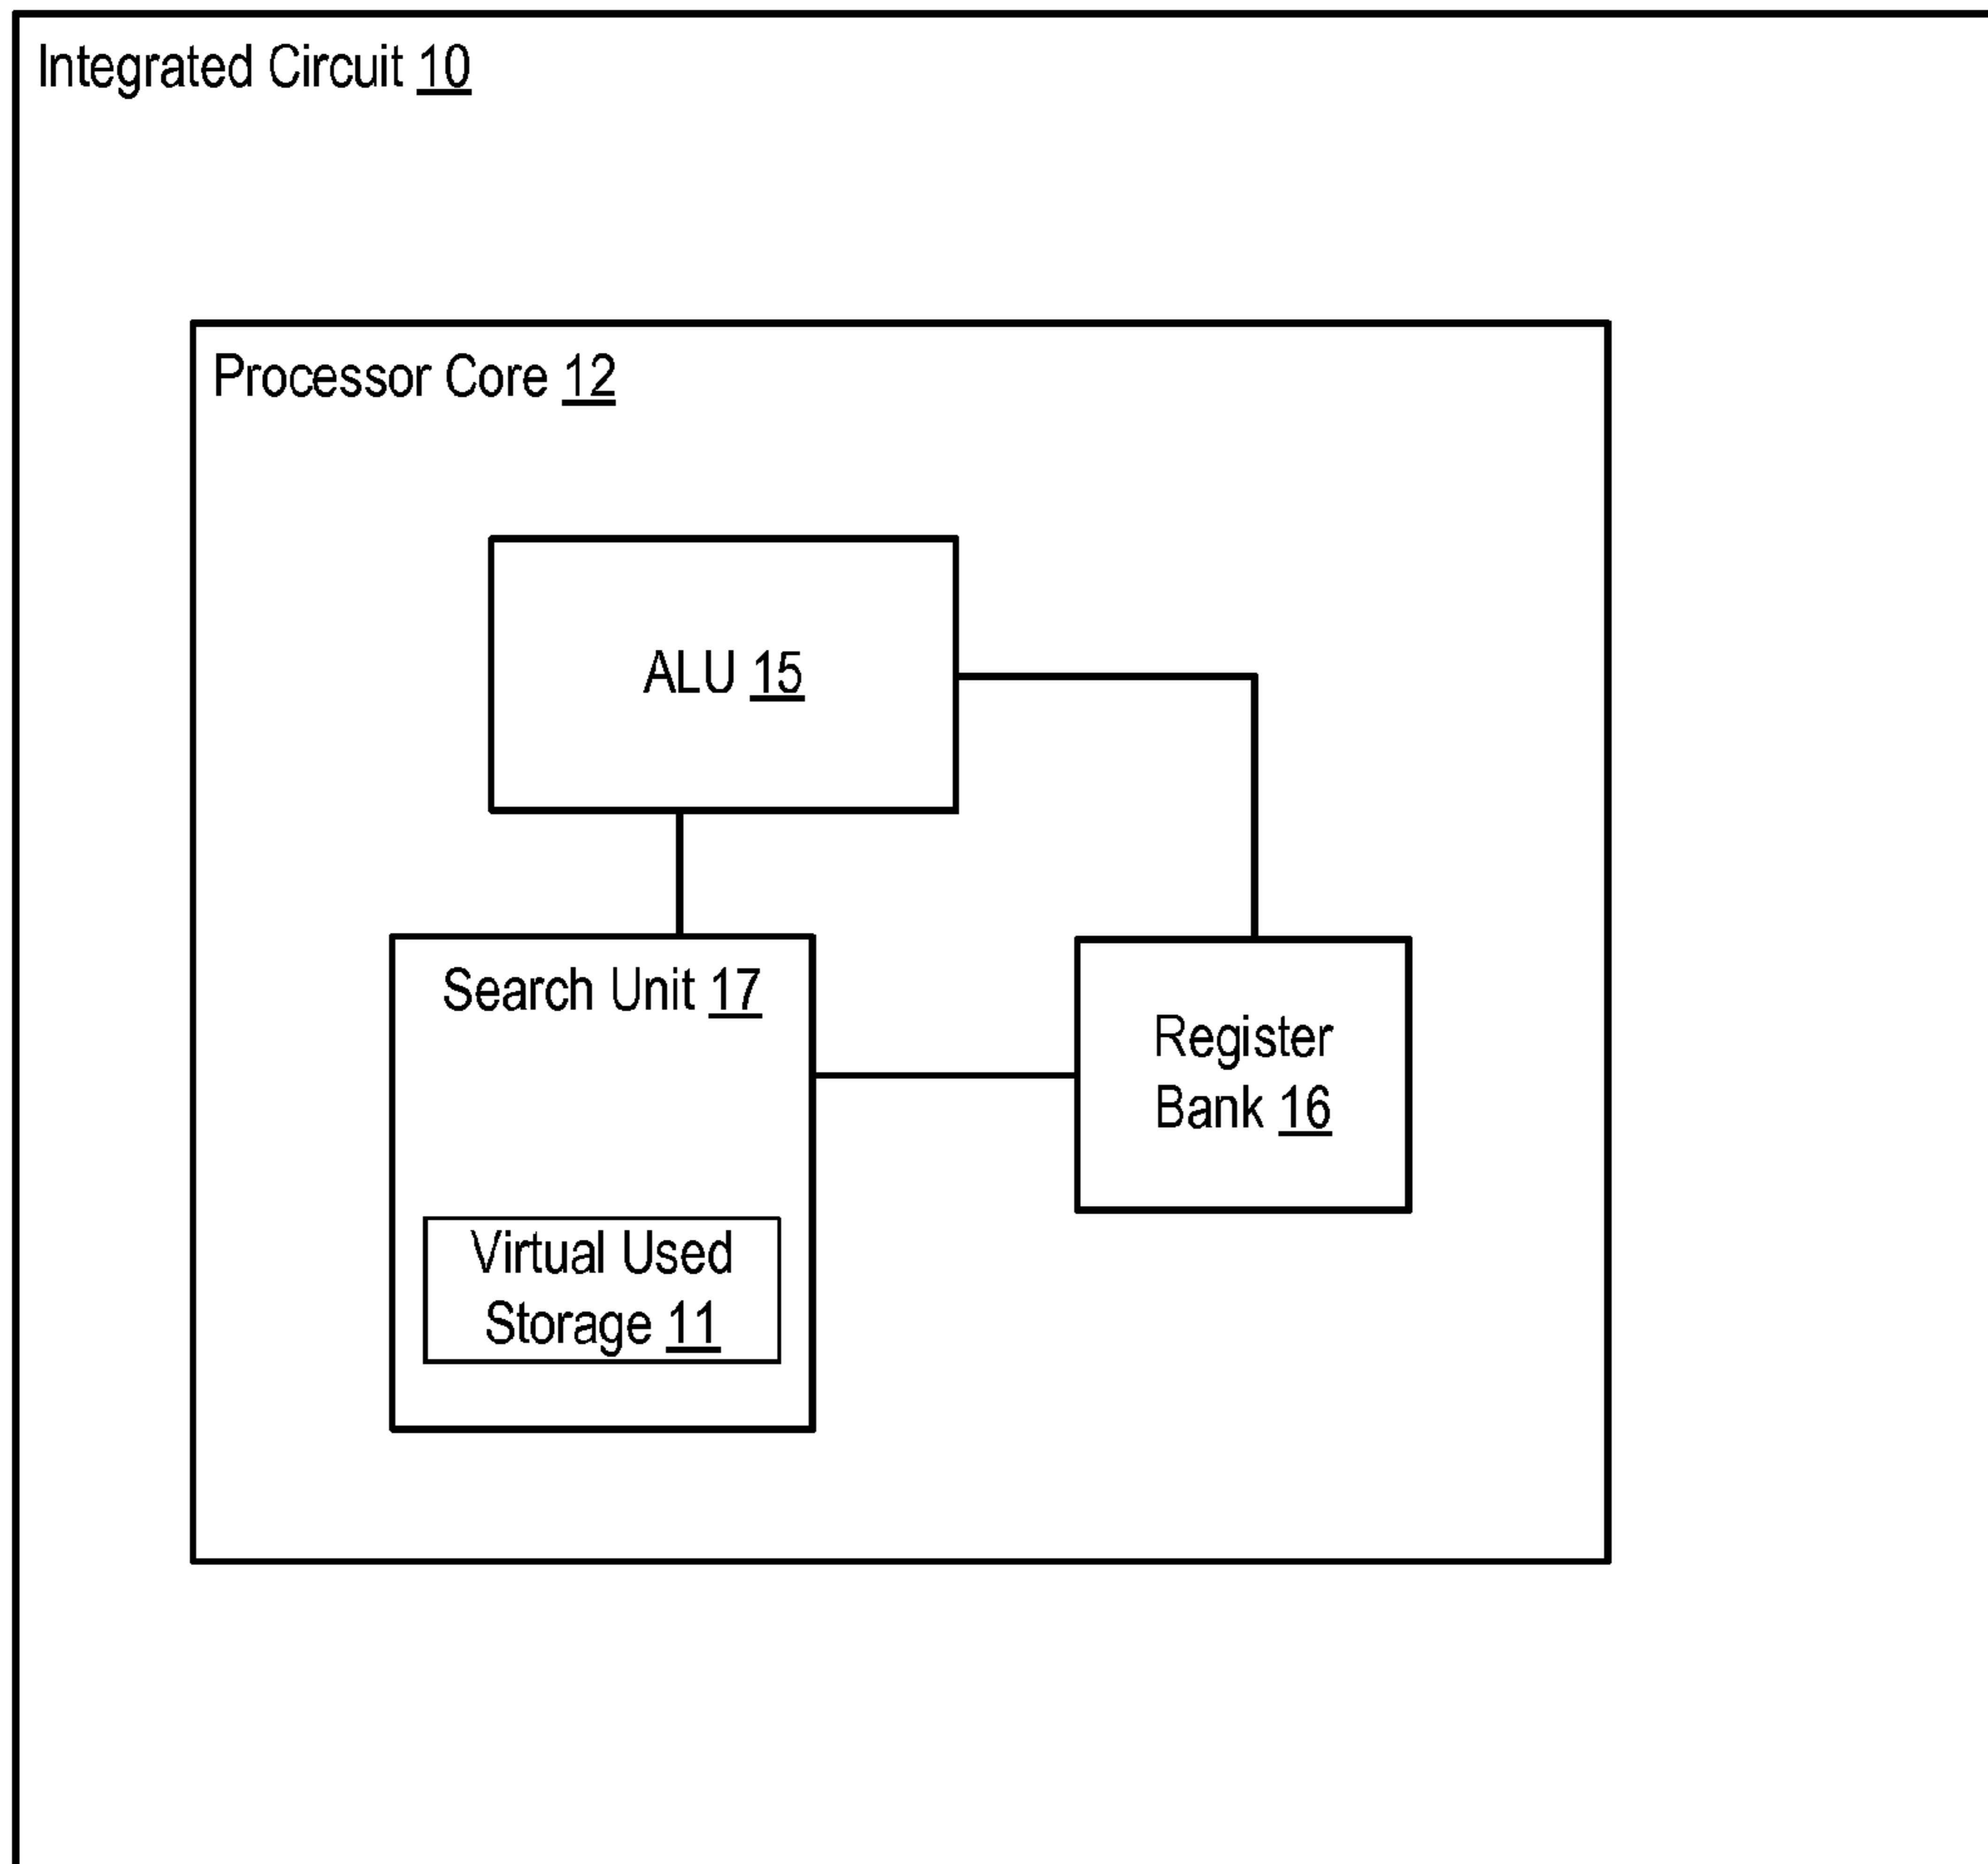 Integrated Circuit 10
Processor Core 12
ALU 15
Search Unit 17
Register
Bank 16
Virtual Used
Storage 11